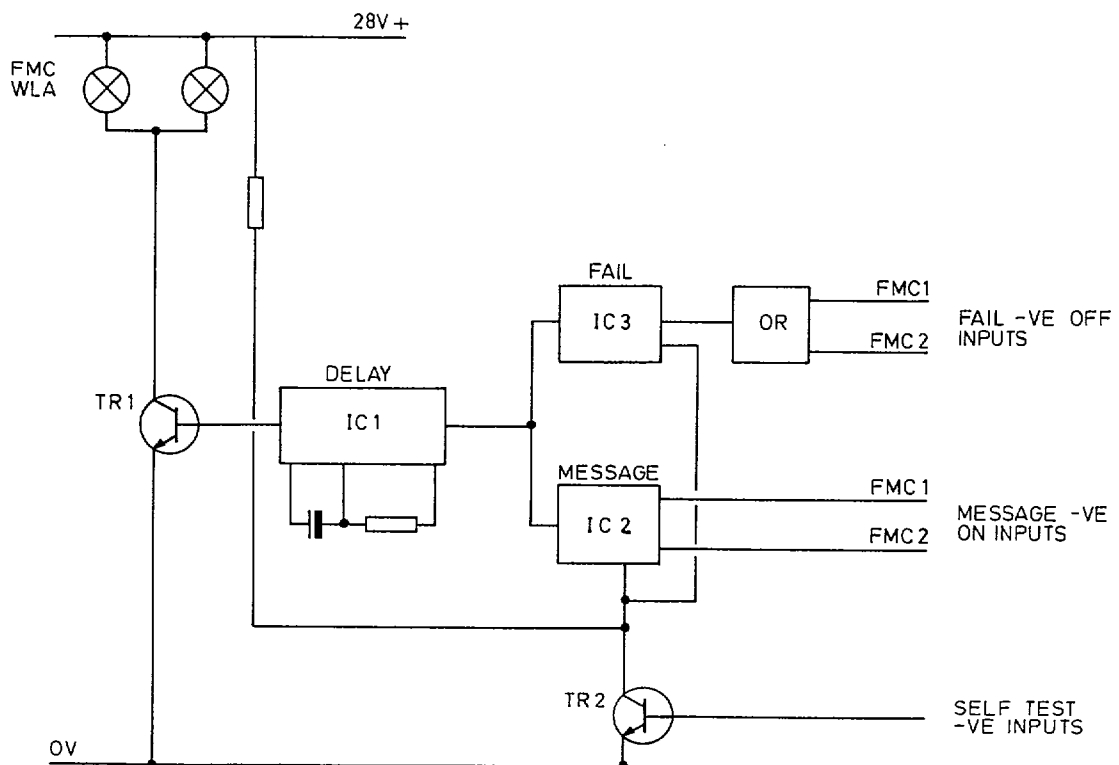 28V+
FMC
WLA
FAIL
IC3
OR
FMC1
FMC2
FAIL -VE OFF
INPUTS
DELAY
TR1
IC1
MESSAGE
IC2
FMC1
FMC2
MESSAGE -VE
ON INPUTS
TR2
SELF TEST
-VE INPUTS
0V